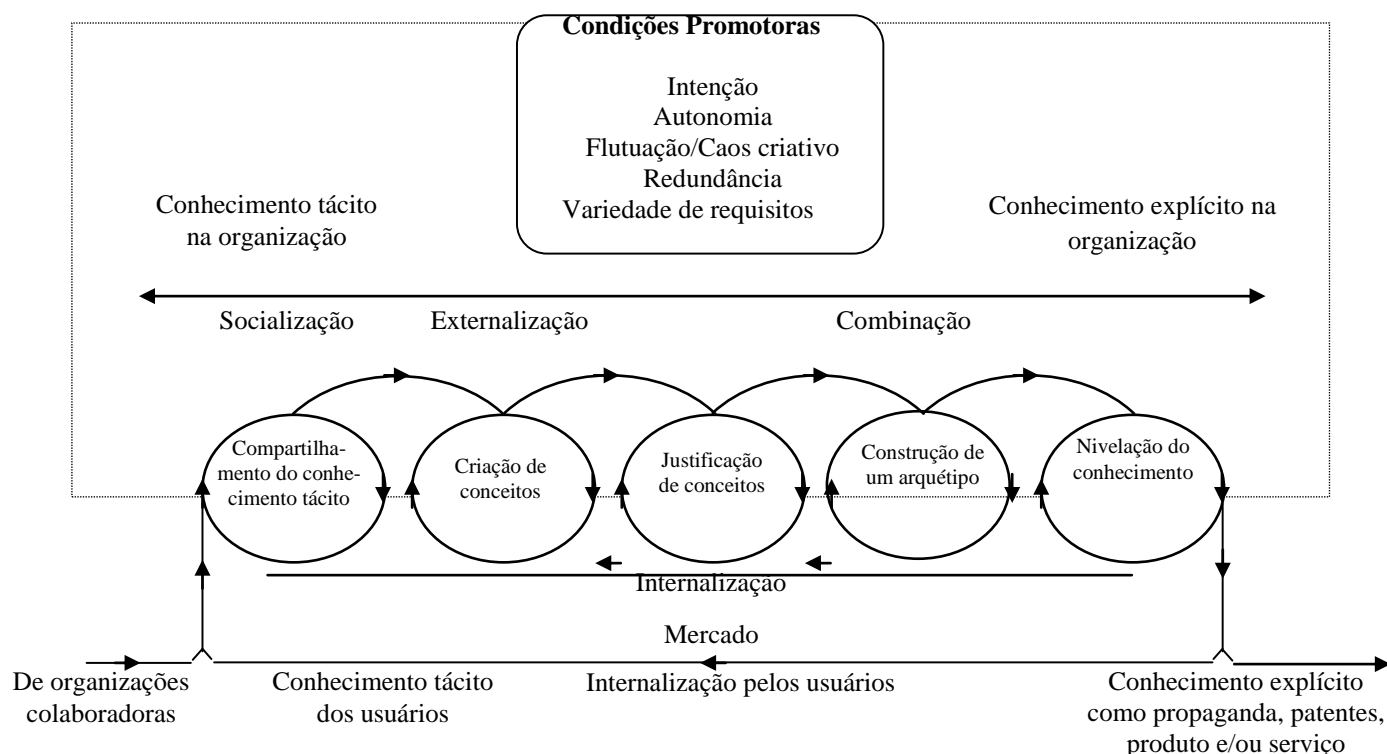 Condições Promotoras
Intenção
Autonomia
Flutuação/Caos criativo
Redundância
Variedade de requisitos
Conhecimento tácito
na organização
Conhecimento explícito na
organização
Socialização
Externalização
Combinação
Compartilha-
mento do conhe-
cimento tácito
Criação de
conceitos
Justificação
de conceitos
Construção de
um arquétipo
Nivelação do
conhecimento
Internalização
Mercado
De organizações
colaboradoras
Conhecimento tácito
dos usuários
Internalização pelos usuários
Conhecimento explícito
como propaganda, patentes,
produto e/ou serviço